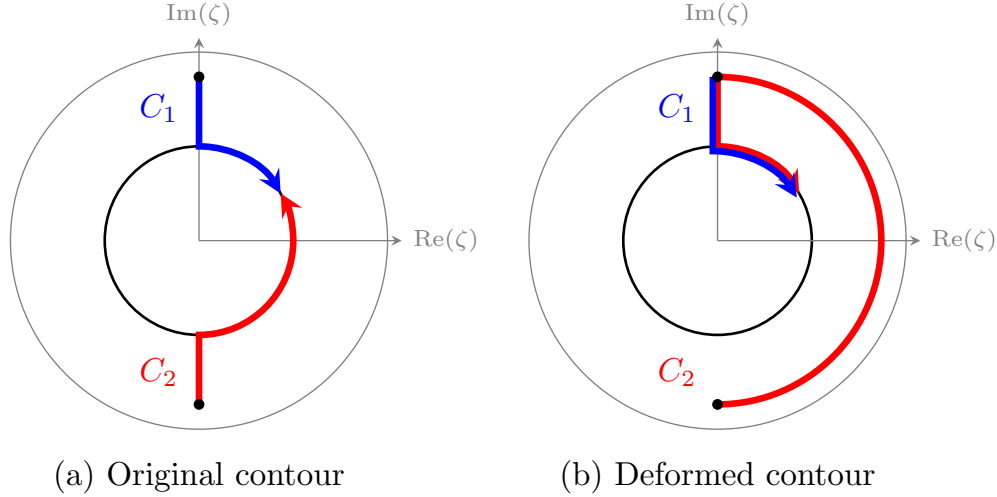 Im(ζ)
C₁
Re(ζ)
C₂
(a) Original contour
Im(ζ)
C₁
Re(ζ)
C₂
(b) Deformed contour